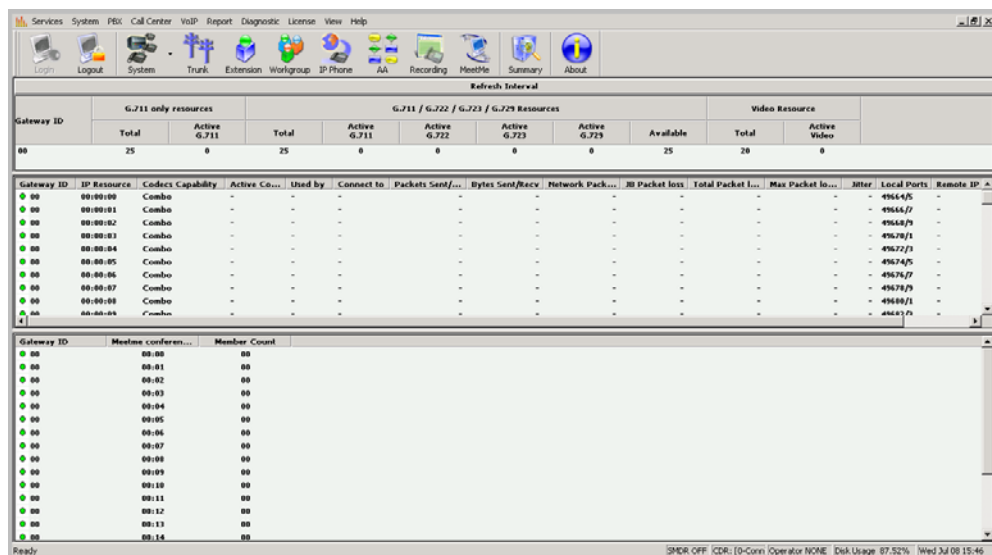 Services System PBX Call Center VoIP Report Diagnostic License View Help
Login Logout System Trunk Extension Workgroup IP Phone AA Recording MeetMe Summary About
Refresh Interval
Gateway ID G.711 only resources G.711 / G.722 / G.723 / G.729 Resources Video Resource
Total Active G.711 Total Active G.711 Active G.722 Active G.723 Active G.729 Available Total Active Video
00 25 0 25 0 0 0 0 25 20 0
Gateway ID IP Resource Codecs Capability Active Co... Used by Connect to Packets Sent/... Bytes Sent/Recv Network Pack... JB Packet loss Total Packet l... Max Packet lo... Jitter Local Ports Remote IP
00 00:00:00 Combo - - - - - - - - - - 49664/5 -
00 00:00:01 Combo - - - - - - - - - - 49666/7 -
00 00:00:02 Combo - - - - - - - - - - 49668/9 -
00 00:00:03 Combo - - - - - - - - - - 49670/1 -
00 00:00:04 Combo - - - - - - - - - - 49672/3 -
00 00:00:05 Combo - - - - - - - - - - 49674/5 -
00 00:00:06 Combo - - - - - - - - - - 49676/7 -
00 00:00:07 Combo - - - - - - - - - - 49678/9 -
00 00:00:08 Combo - - - - - - - - - - 49680/1 -
00 00:00:09 Combo - - - - - - - - - - 49682/3 -
Gateway ID Meetme conferen... Member Count
00 00:00 00
00 00:01 00
00 00:02 00
00 00:03 00
00 00:04 00
00 00:05 00
00 00:06 00
00 00:07 00
00 00:08 00
00 00:09 00
00 00:10 00
00 00:11 00
00 00:12 00
00 00:13 00
00 00:14 00
Ready SMDR OFF CDR: [0-Conn Operator NONE Disk Usage 87.52% Wed Jul 08 15:46